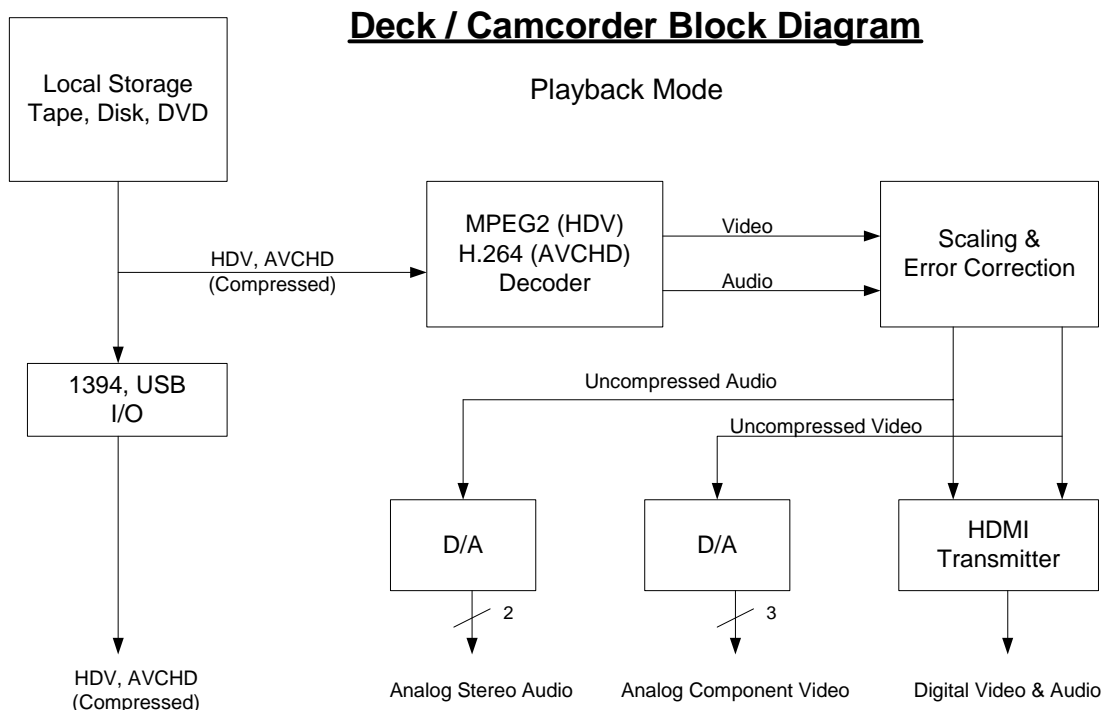 Deck / Camcorder Block Diagram
Playback Mode
Local Storage
Tape, Disk, DVD
HDV, AVCHD
(Compressed)
MPEG2 (HDV)
H.264 (AVCHD)
Decoder
Video
Audio
Scaling &
Error Correction
1394, USB
I/O
Uncompressed Audio
Uncompressed Video
D/A
D/A
HDMI
Transmitter
2
3
HDV, AVCHD
(Compressed)
Analog Stereo Audio
Analog Component Video
Digital Video & Audio